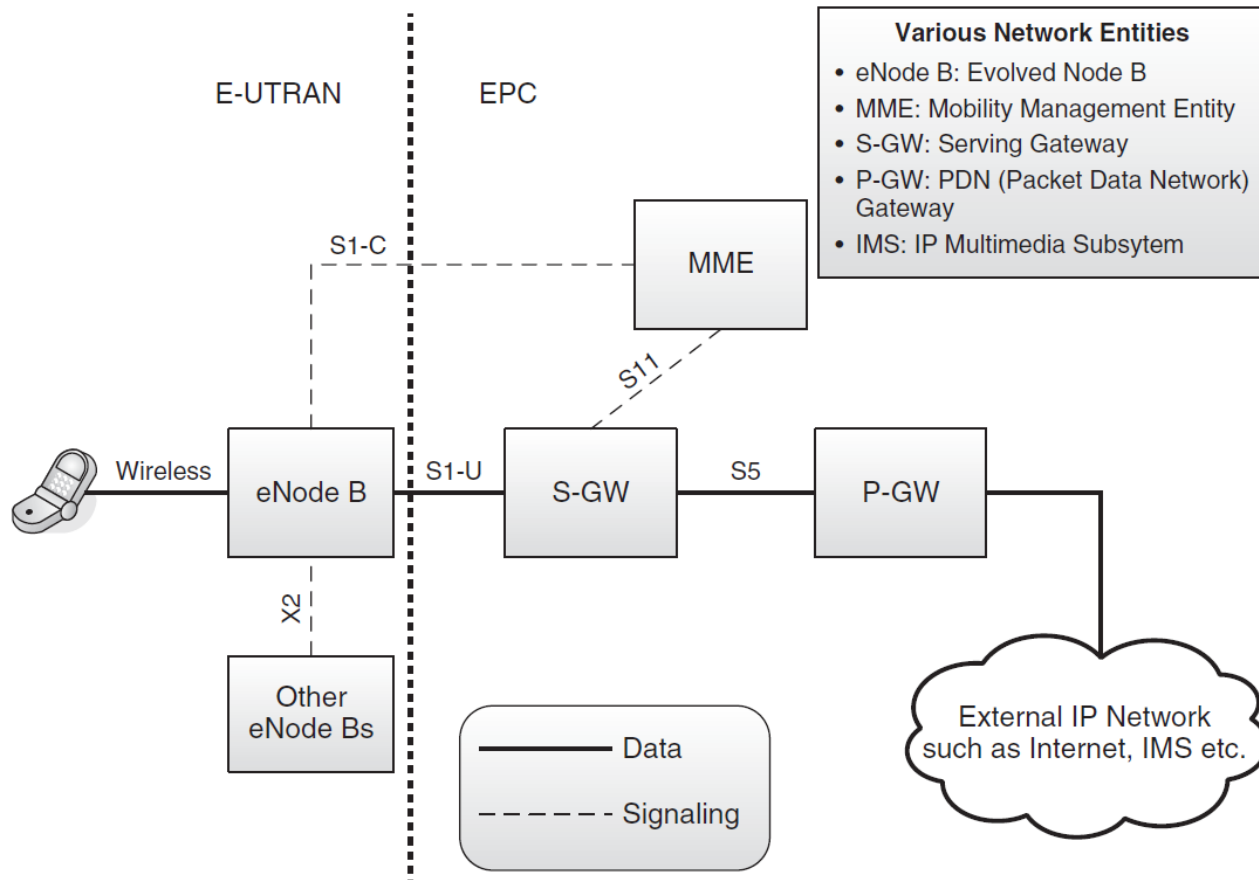 Various Network Entities
• eNode B: Evolved Node B
• MME: Mobility Management Entity
• S-GW: Serving Gateway
• P-GW: PDN (Packet Data Network)
Gateway
• IMS: IP Multimedia Subsytem
E-UTRAN
EPC
S1-C
MME
S11
Wireless
eNode B
S1-U
S-GW
S5
P-GW
X2
Other
eNode Bs
External IP Network
such as Internet, IMS etc.
Data
Signaling